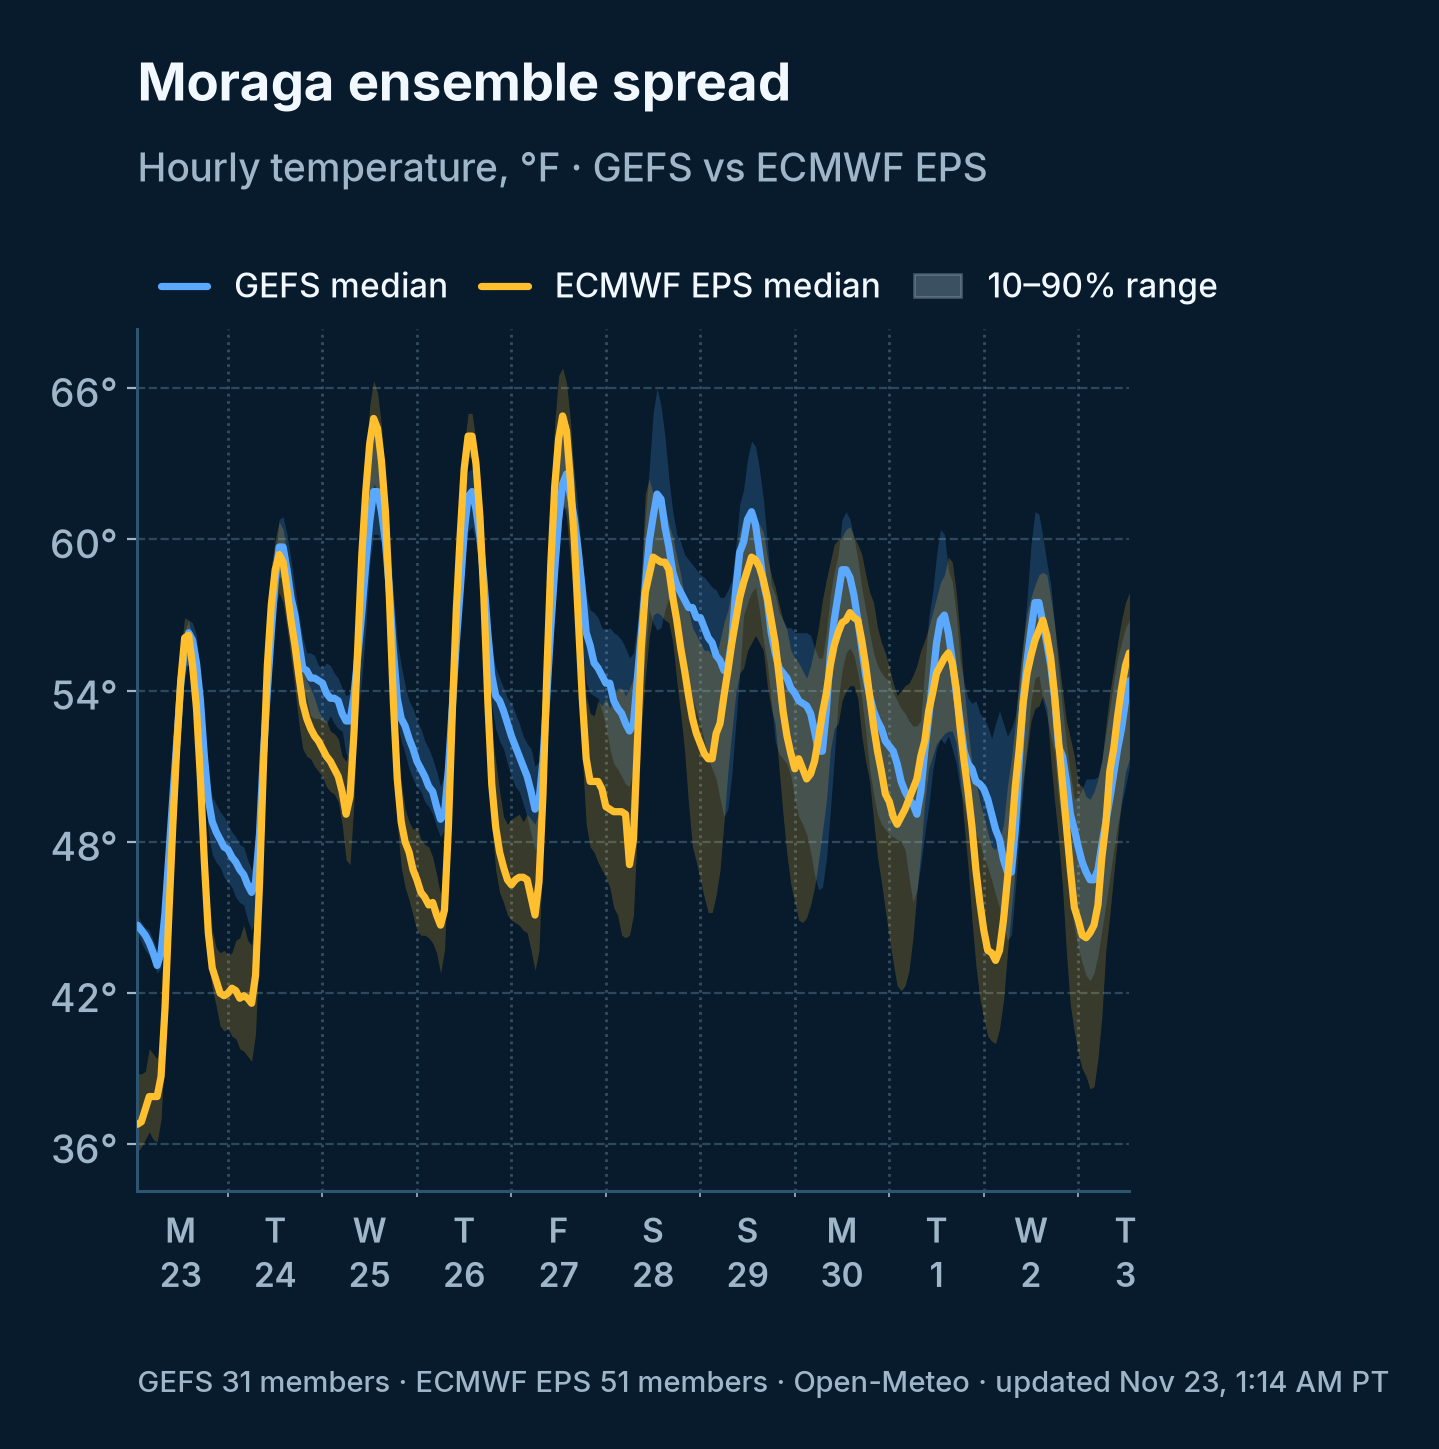 Moraga ensemble spread
Hourly temperature, °F · GEFS vs ECMWF EPS
GEFS median ECMWF EPS median 10–90% range
66°
60°
54°
48°
42°
36°
M T W T F S S M T W T
23 24 25 26 27 28 29 30 1 2 3
GEFS 31 members · ECMWF EPS 51 members · Open-Meteo · updated Nov 23, 1:14 AM PT